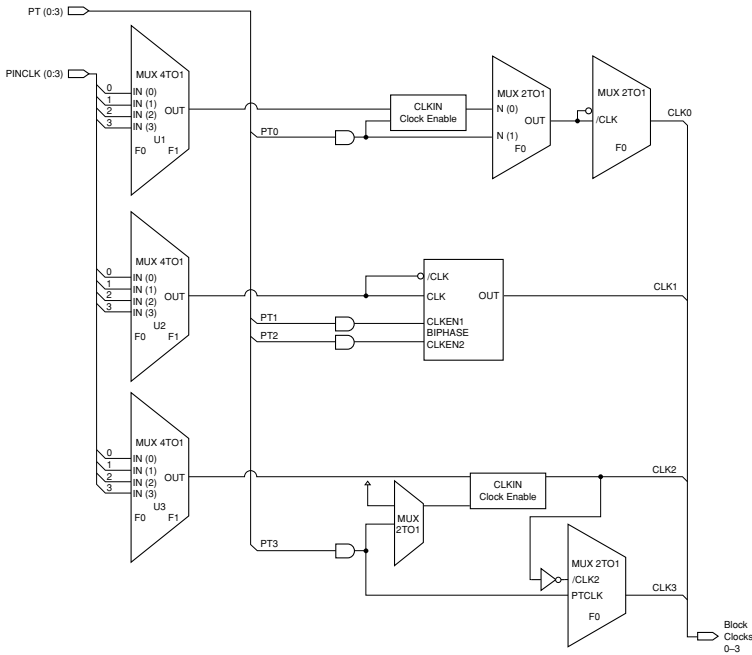 PT (0:3)
PINCLK (0:3)
MUX 4TO1
0
IN (0)
1
IN (1)
2
IN (2)
3
IN (3)
OUT
U1
F0
F1
PT0
CLKIN
Clock Enable
MUX 2TO1
N (0)
OUT
N (1)
F0
MUX 2TO1
/CLK
F0
CLK0
MUX 4TO1
0
IN (0)
1
IN (1)
2
IN (2)
3
IN (3)
OUT
U2
F0
F1
PT1
PT2
/CLK
CLK
OUT
CLKEN1
BIPHASE
CLKEN2
CLK1
MUX 4TO1
0
IN (0)
1
IN (1)
2
IN (2)
3
IN (3)
OUT
U3
F0
F1
PT3
MUX
2TO1
CLKIN
Clock Enable
CLK2
MUX 2TO1
/CLK2
PTCLK
F0
CLK3
Block
Clocks
0–3